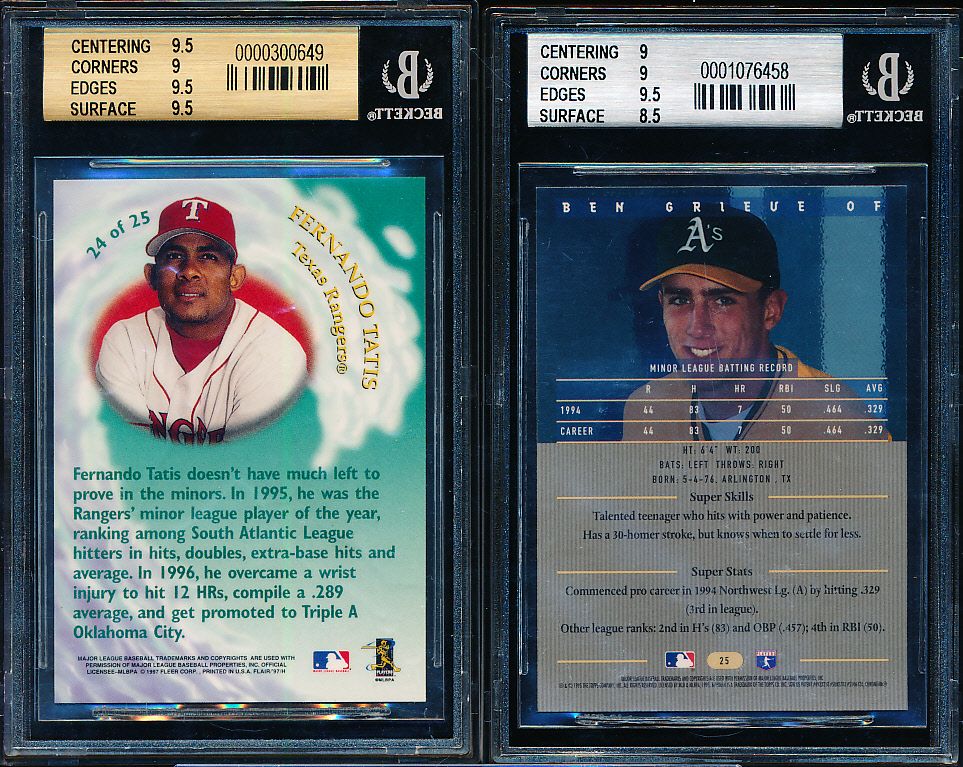 CENTERING 9.5
CORNERS 9
EDGES 9.5
SURFACE 9.5
0000300649
B
BECKETT®
24 of 25
T
FERNANDO TATIS
Texas Rangers®
Fernando Tatis doesn't have much left to
prove in the minors. In 1995, he was the
Rangers' minor league player of the year,
ranking among South Atlantic League
hitters in hits, doubles, extra-base hits and
average. In 1996, he overcame a wrist
injury to hit 12 HRs, compile a .289
average, and get promoted to Triple A
Oklahoma City.
MAJOR LEAGUE BASEBALL TRADEMARKS AND COPYRIGHTS ARE USED WITH
PERMISSION OF MAJOR LEAGUE BASEBALL PROPERTIES, INC. OFFICIAL
LICENSEE–MLBPA © 1997 FLEER CORP., PRINTED IN U.S.A. FLAIR '97/H
©MLBPA
CENTERING 9
CORNERS 9
EDGES 9.5
SURFACE 8.5
0001076458
B
BECKETT®
BEN GRIEVE OF
A's
MINOR LEAGUE BATTING RECORD
R H HR RBI SLG AVG
1994 44 83 7 50 .464 .329
CAREER 44 83 7 50 .464 .329
HT: 6'4" WT: 200
BATS: LEFT THROWS: RIGHT
BORN: 5-4-76, ARLINGTON, TX
Super Skills
Talented teenager who hits with power and patience.
Has a 30-homer stroke, but knows when to settle for less.
Super Stats
Commenced pro career in 1994 Northwest Lg. (A) by hitting .329
(3rd in league).
Other league ranks: 2nd in H's (83) and OBP (.457); 4th in RBI (50).
25